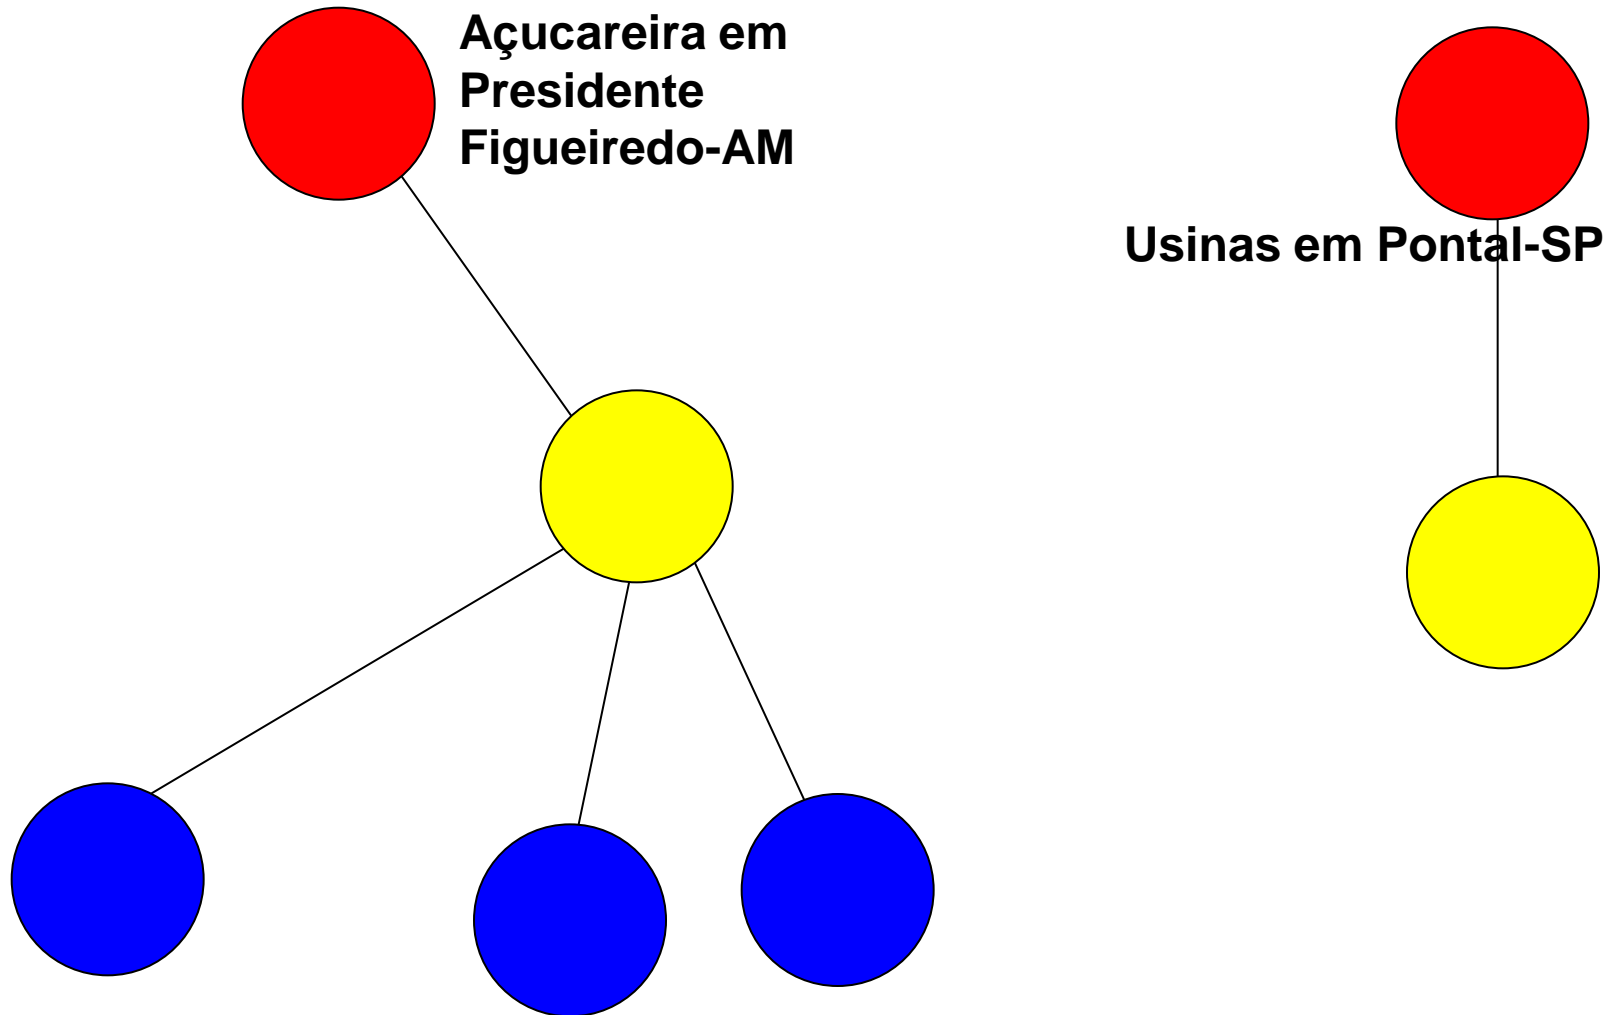 Açucareira em
Presidente
Figueiredo-AM
Usinas em Pontal-SP